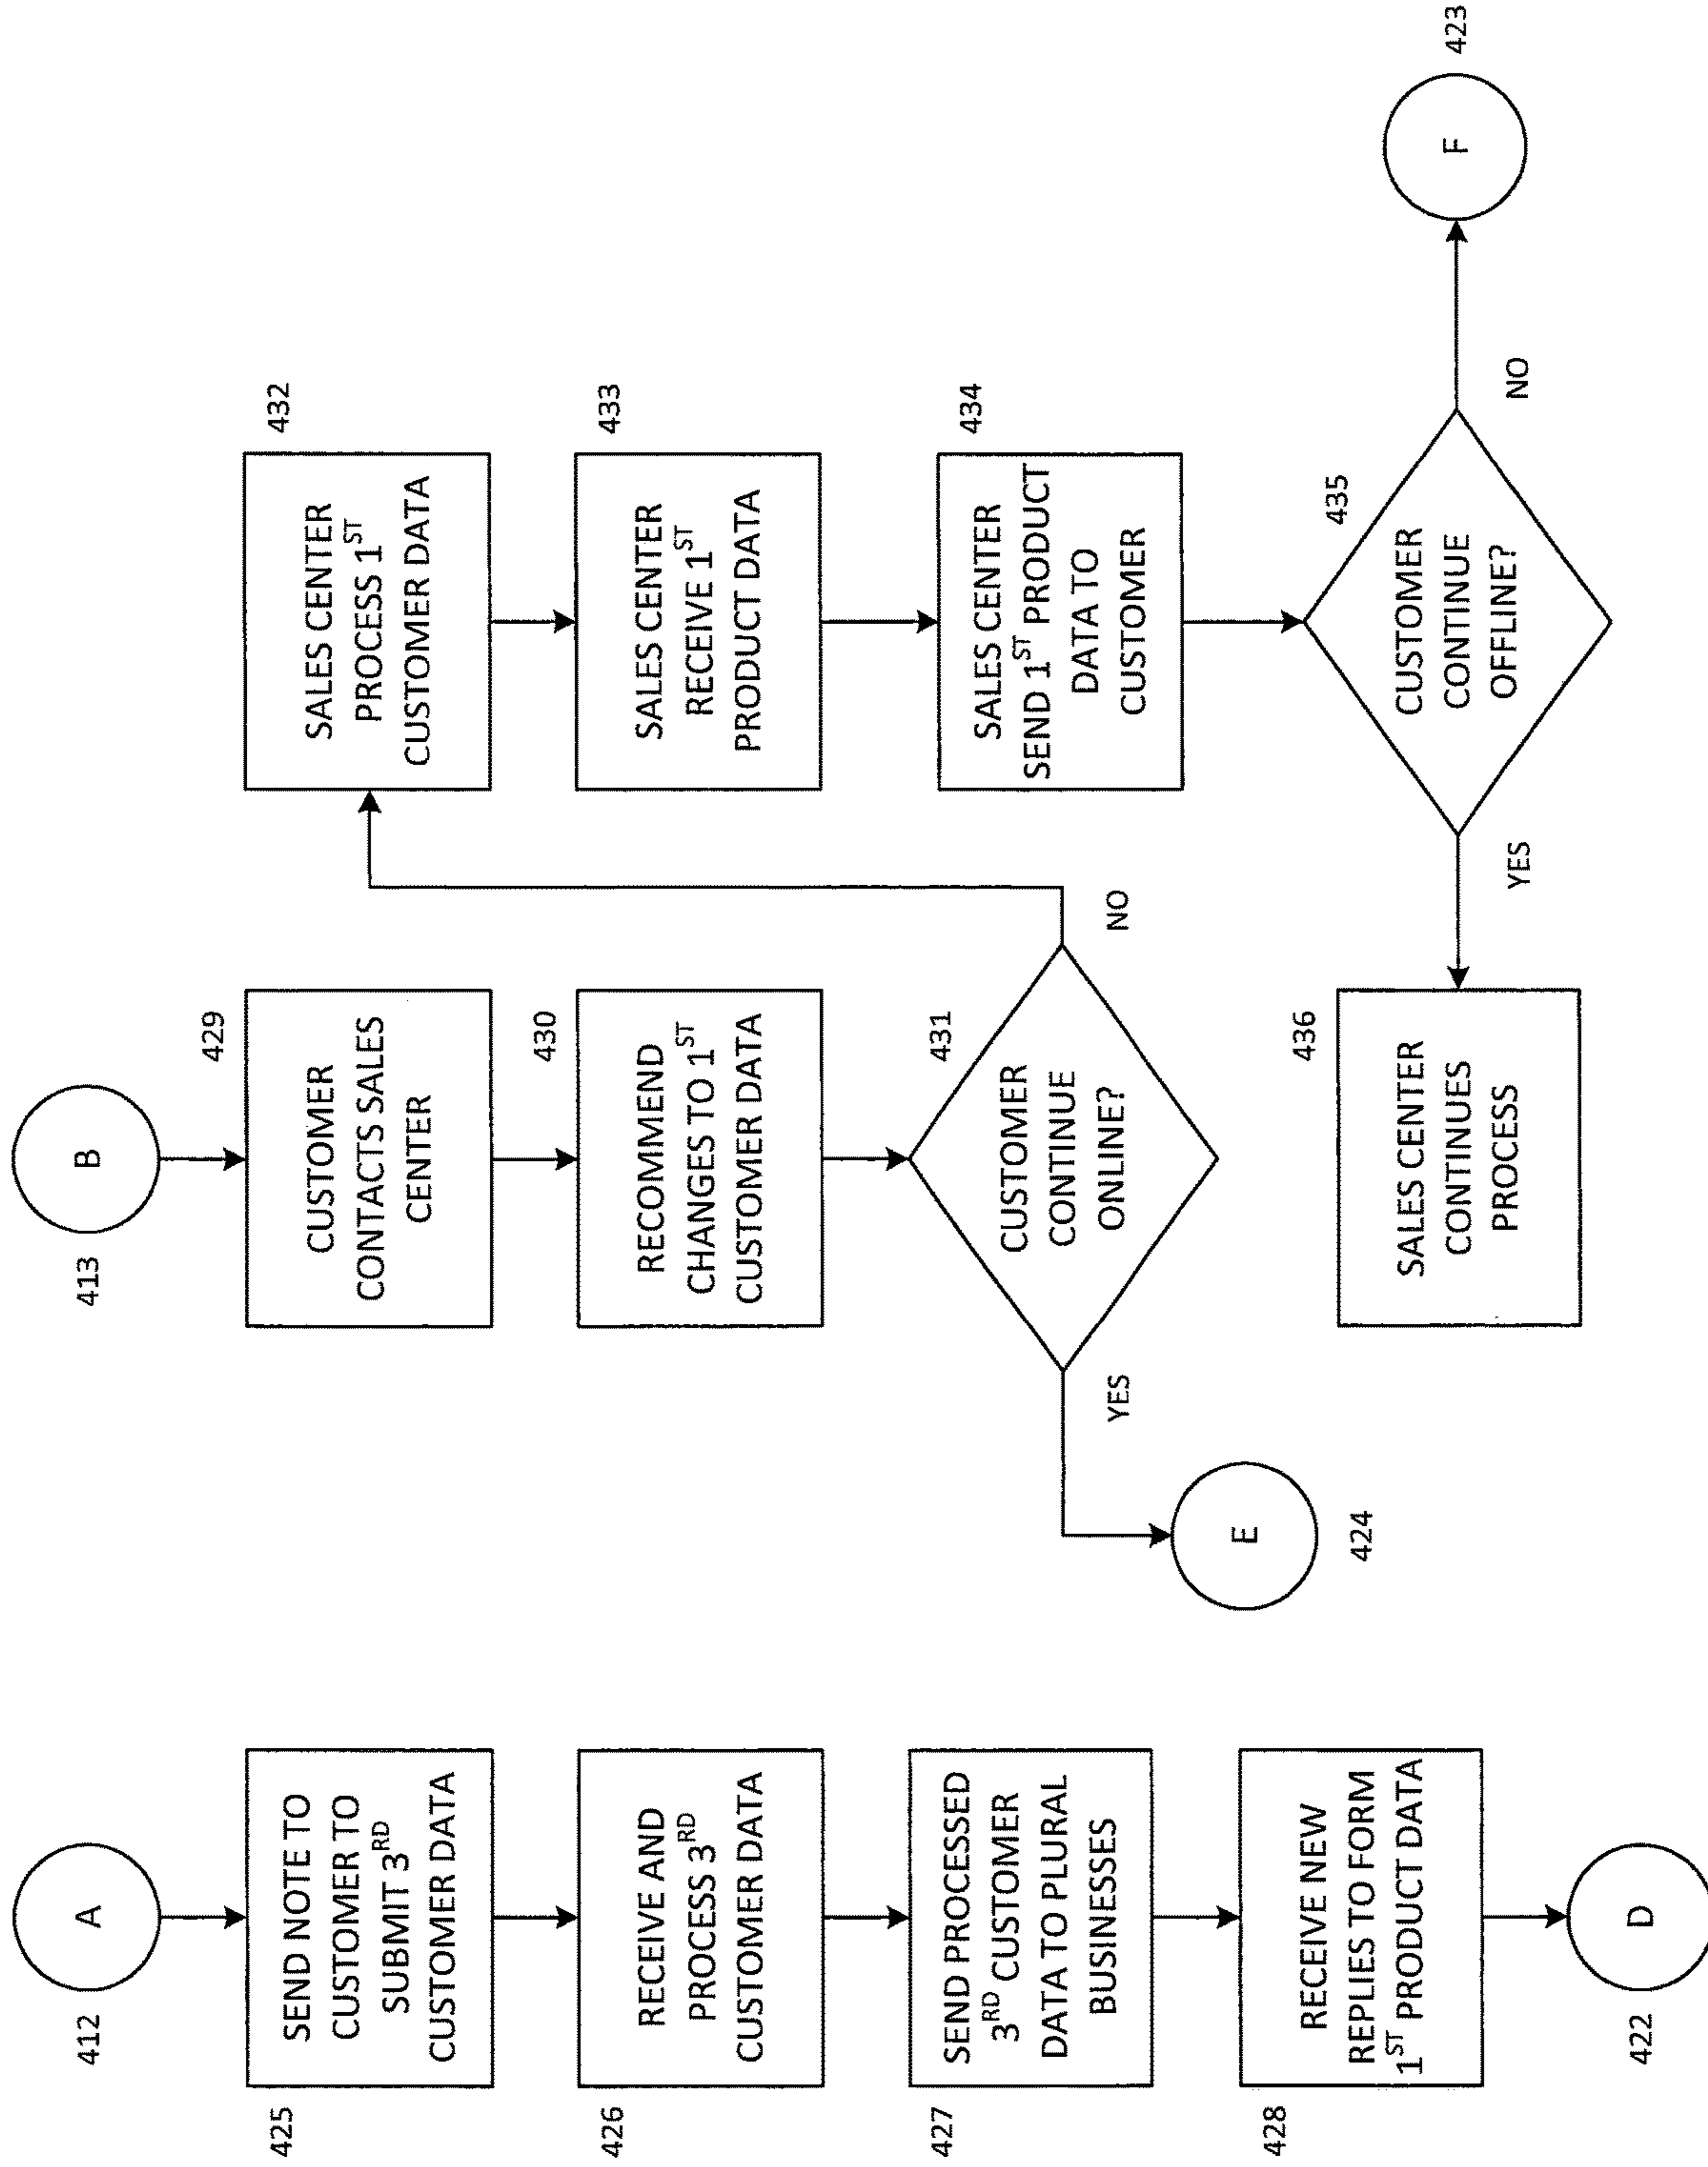 412
A
425
SEND NOTE TO
CUSTOMER TO
SUBMIT 3RD
CUSTOMER DATA
426
RECEIVE AND
PROCESS 3RD
CUSTOMER DATA
427
SEND PROCESSED
3RD CUSTOMER
DATA TO PLURAL
BUSINESSES
428
RECEIVE NEW
REPLIES TO FORM
1ST PRODUCT DATA
422
D
413
B
429
CUSTOMER
CONTACTS SALES
CENTER
430
RECOMMEND
CHANGES TO 1ST
CUSTOMER DATA
431
CUSTOMER
CONTINUE
ONLINE?
YES
NO
E
424
432
SALES CENTER
PROCESS 1ST
CUSTOMER DATA
433
SALES CENTER
RECEIVE 1ST
PRODUCT DATA
434
SALES CENTER
SEND 1ST PRODUCT
DATA TO
CUSTOMER
435
CUSTOMER
CONTINUE
OFFLINE?
YES
NO
436
SALES CENTER
CONTINUES
PROCESS
F
423